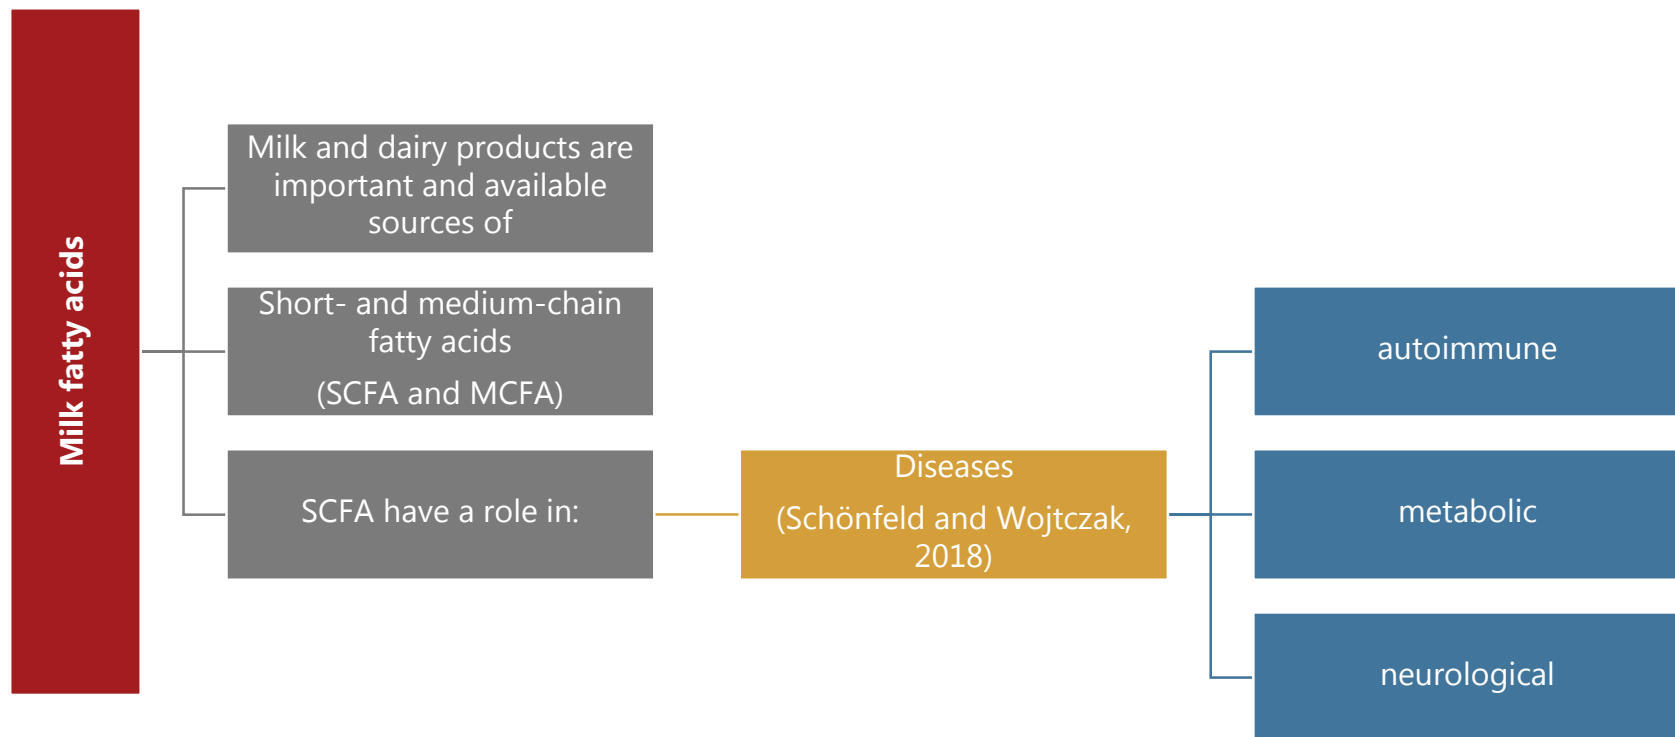 Milk fatty acids
Milk and dairy products are
important and available
sources of
Short- and medium-chain
fatty acids
(SCFA and MCFA)
SCFA have a role in:
Diseases
(Schönfeld and Wojtczak,
2018)
autoimmune
metabolic
neurological